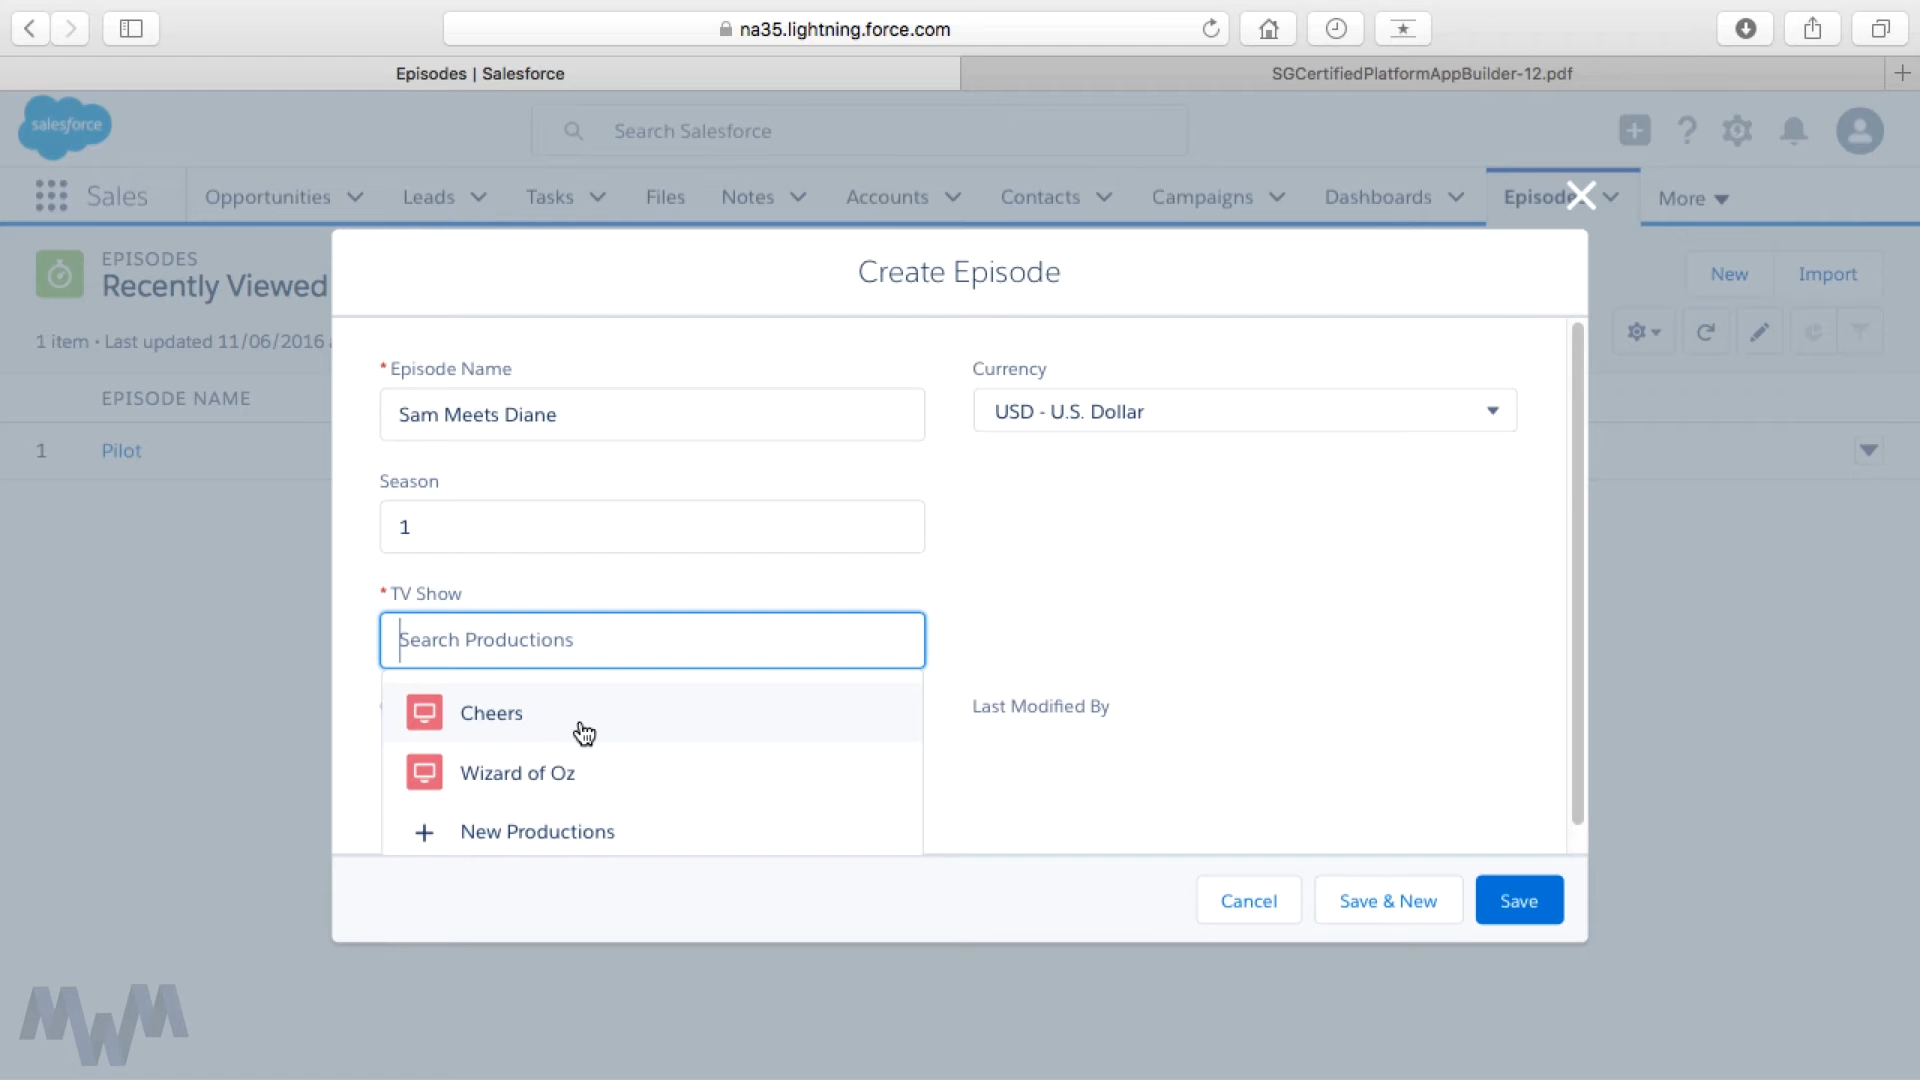 na35.lightning.force.com
Episodes | Salesforce
SGCertifiedPlatformAppBuilder-12.pdf
salesforce
Search Salesforce
Sales
Opportunities
Leads
Tasks
Files
Notes
Accounts
Contacts
Campaigns
Dashboards
Episode
More
EPISODES
Recently Viewed
New
Import
1 item • Last updated 11/06/2016
EPISODE NAME
1
Pilot
Create Episode
* Episode Name
Sam Meets Diane
Currency
USD - U.S. Dollar
Season
1
* TV Show
Search Productions
Cheers
Wizard of Oz
+ New Productions
Last Modified By
Cancel
Save & New
Save
MWM